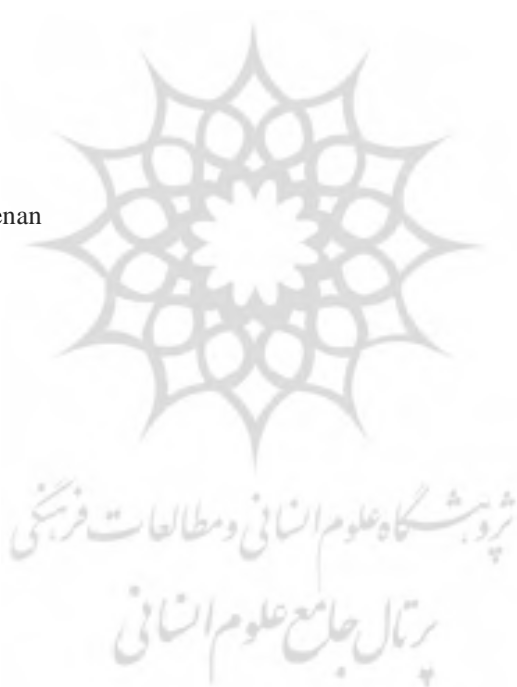 enan
پژوهشگاه علوم انسانی و مطالعات فرهنگی
پرتال جامع علوم انسانی